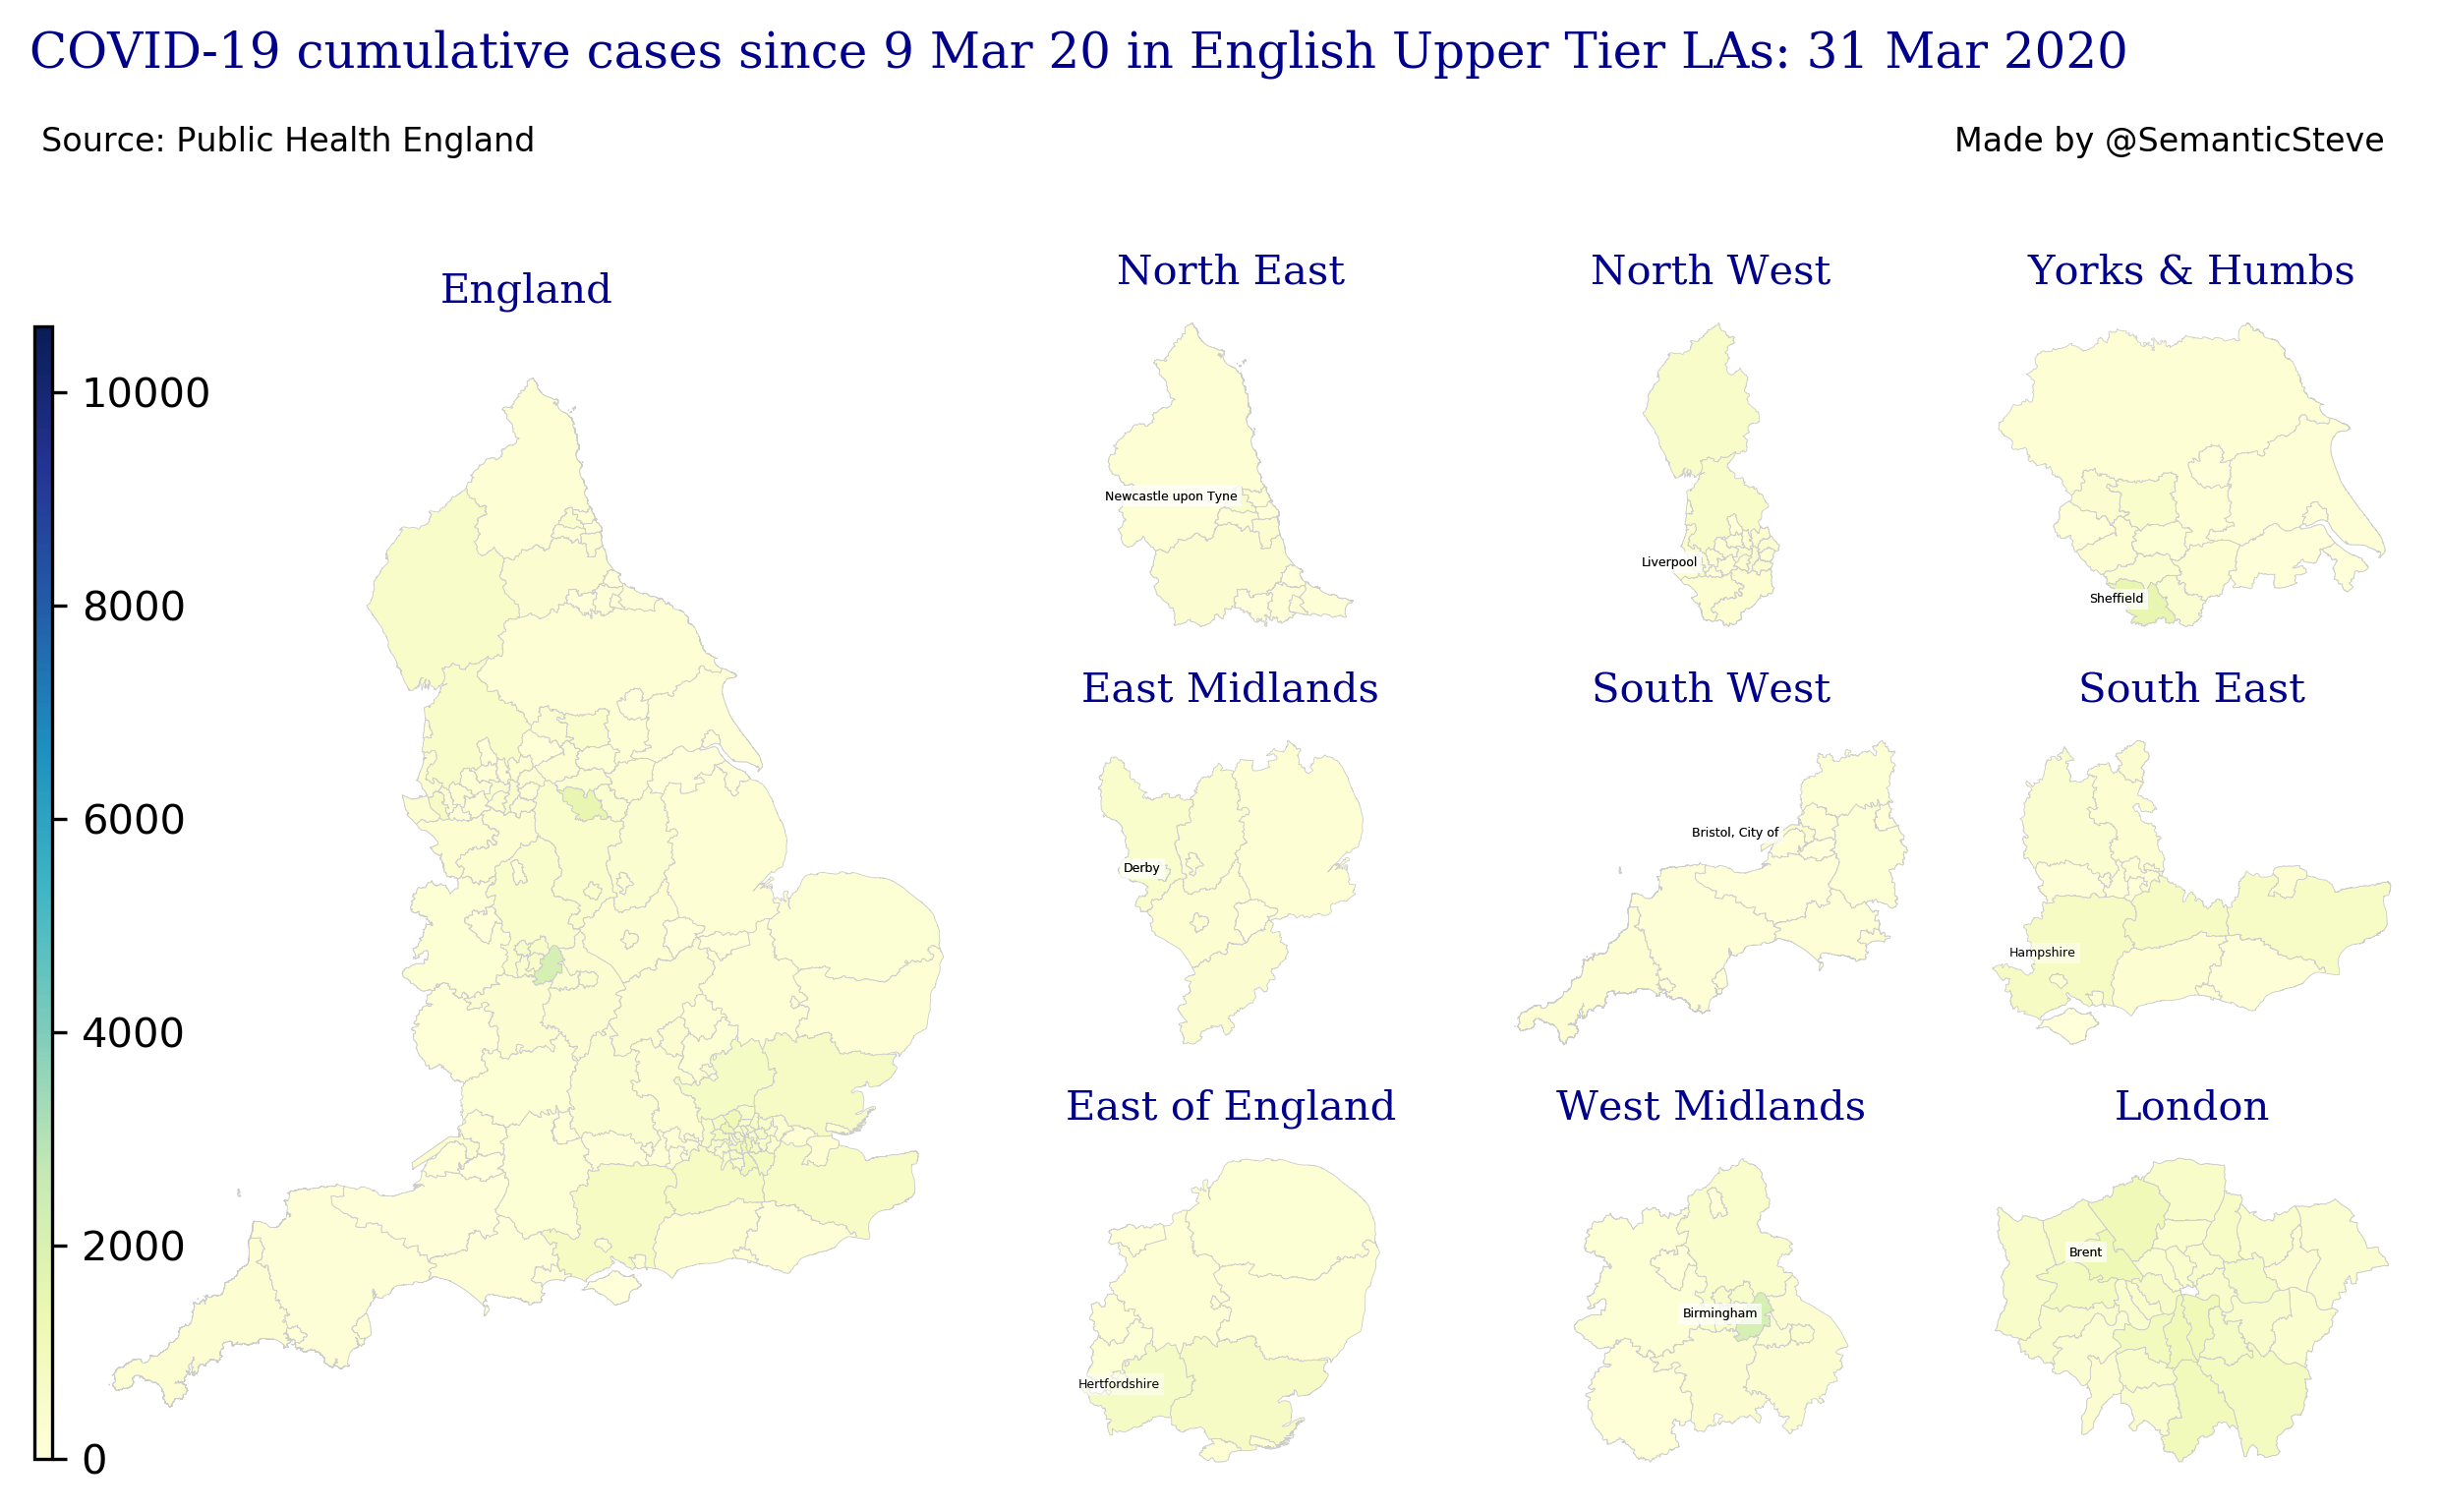 COVID-19 cumulative cases since 9 Mar 20 in English Upper Tier LAs: 31 Mar 2020
Source: Public Health England
Made by @SemanticSteve
England
10000
8000
6000
4000
2000
0
North East
Newcastle upon Tyne
North West
Liverpool
Yorks & Humbs
Sheffield
East Midlands
Derby
South West
Bristol, City of
South East
Hampshire
East of England
Hertfordshire
West Midlands
Birmingham
London
Brent